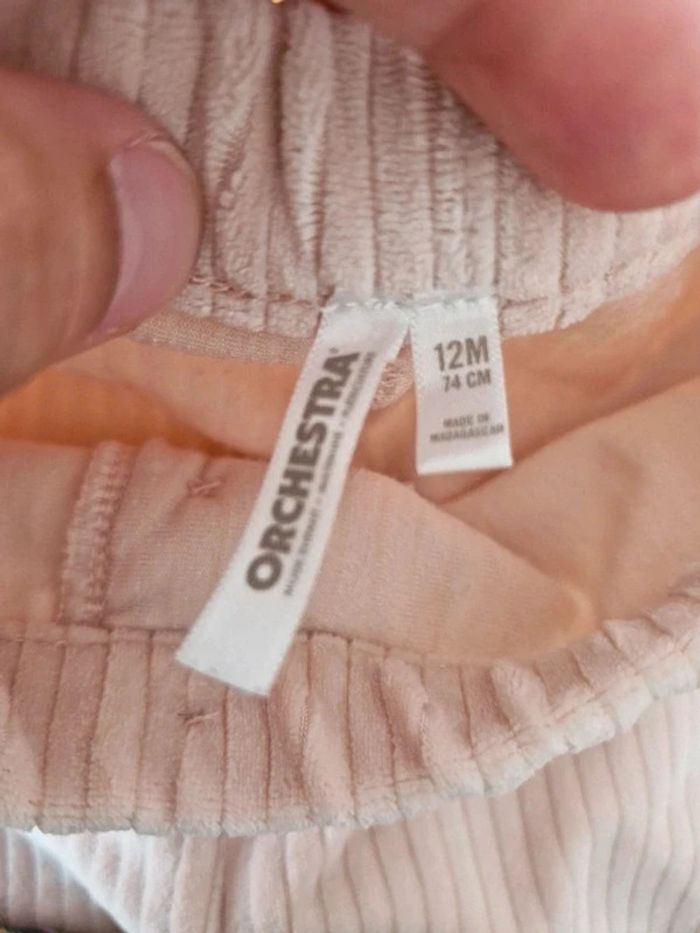 ORCHESTRA
12M
74 CM
MADE IN
MADAGASCAR